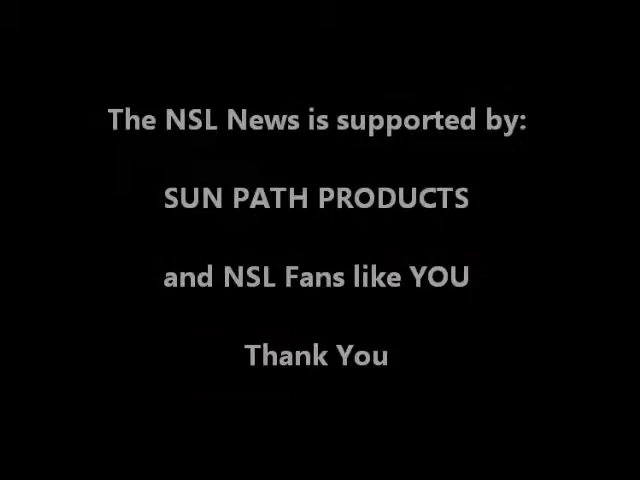 The NSL News is supported by:
SUN PATH PRODUCTS
and NSL Fans like YOU
Thank You